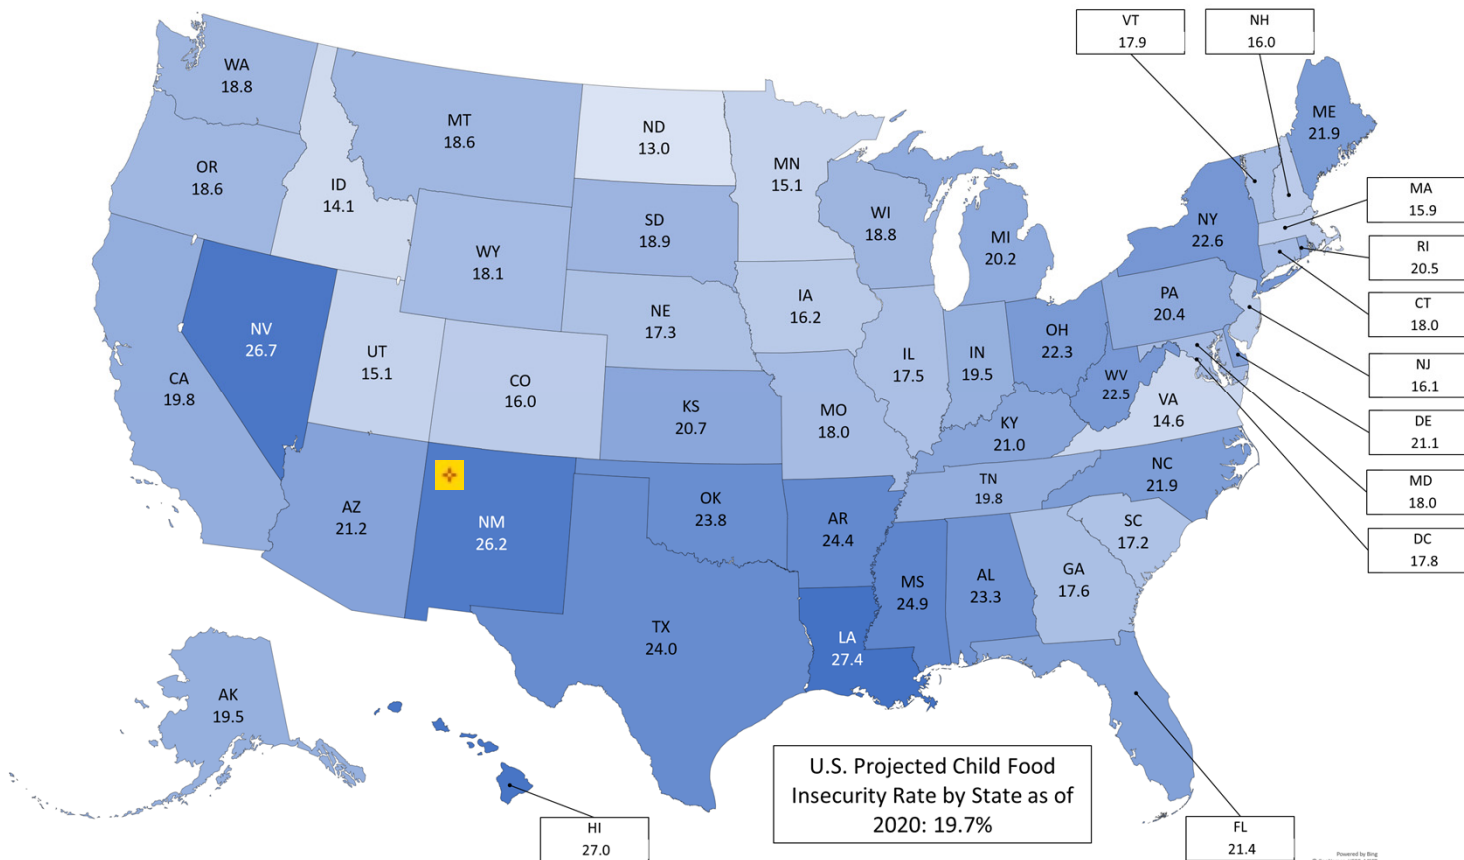 VT
17.9
NH
16.0
WA
18.8
MT
18.6
ND
13.0
MN
15.1
ME
21.9
OR
18.6
ID
14.1
SD
18.9
WI
18.8
MI
20.2
NY
22.6
MA
15.9
RI
20.5
WY
18.1
IA
16.2
NE
17.3
PA
20.4
CT
18.0
NV
26.7
UT
15.1
CO
16.0
IL
17.5
IN
19.5
OH
22.3
WV
22.5
NJ
16.1
CA
19.8
KS
20.7
MO
18.0
KY
21.0
VA
14.6
DE
21.1
AZ
21.2
NM
26.2
OK
23.8
AR
24.4
TN
19.8
NC
21.9
MD
18.0
SC
17.2
DC
17.8
TX
24.0
LA
27.4
MS
24.9
AL
23.3
GA
17.6
AK
19.5
HI
27.0
U.S. Projected Child Food
Insecurity Rate by State as of
2020: 19.7%
FL
21.4
Powered by Bing